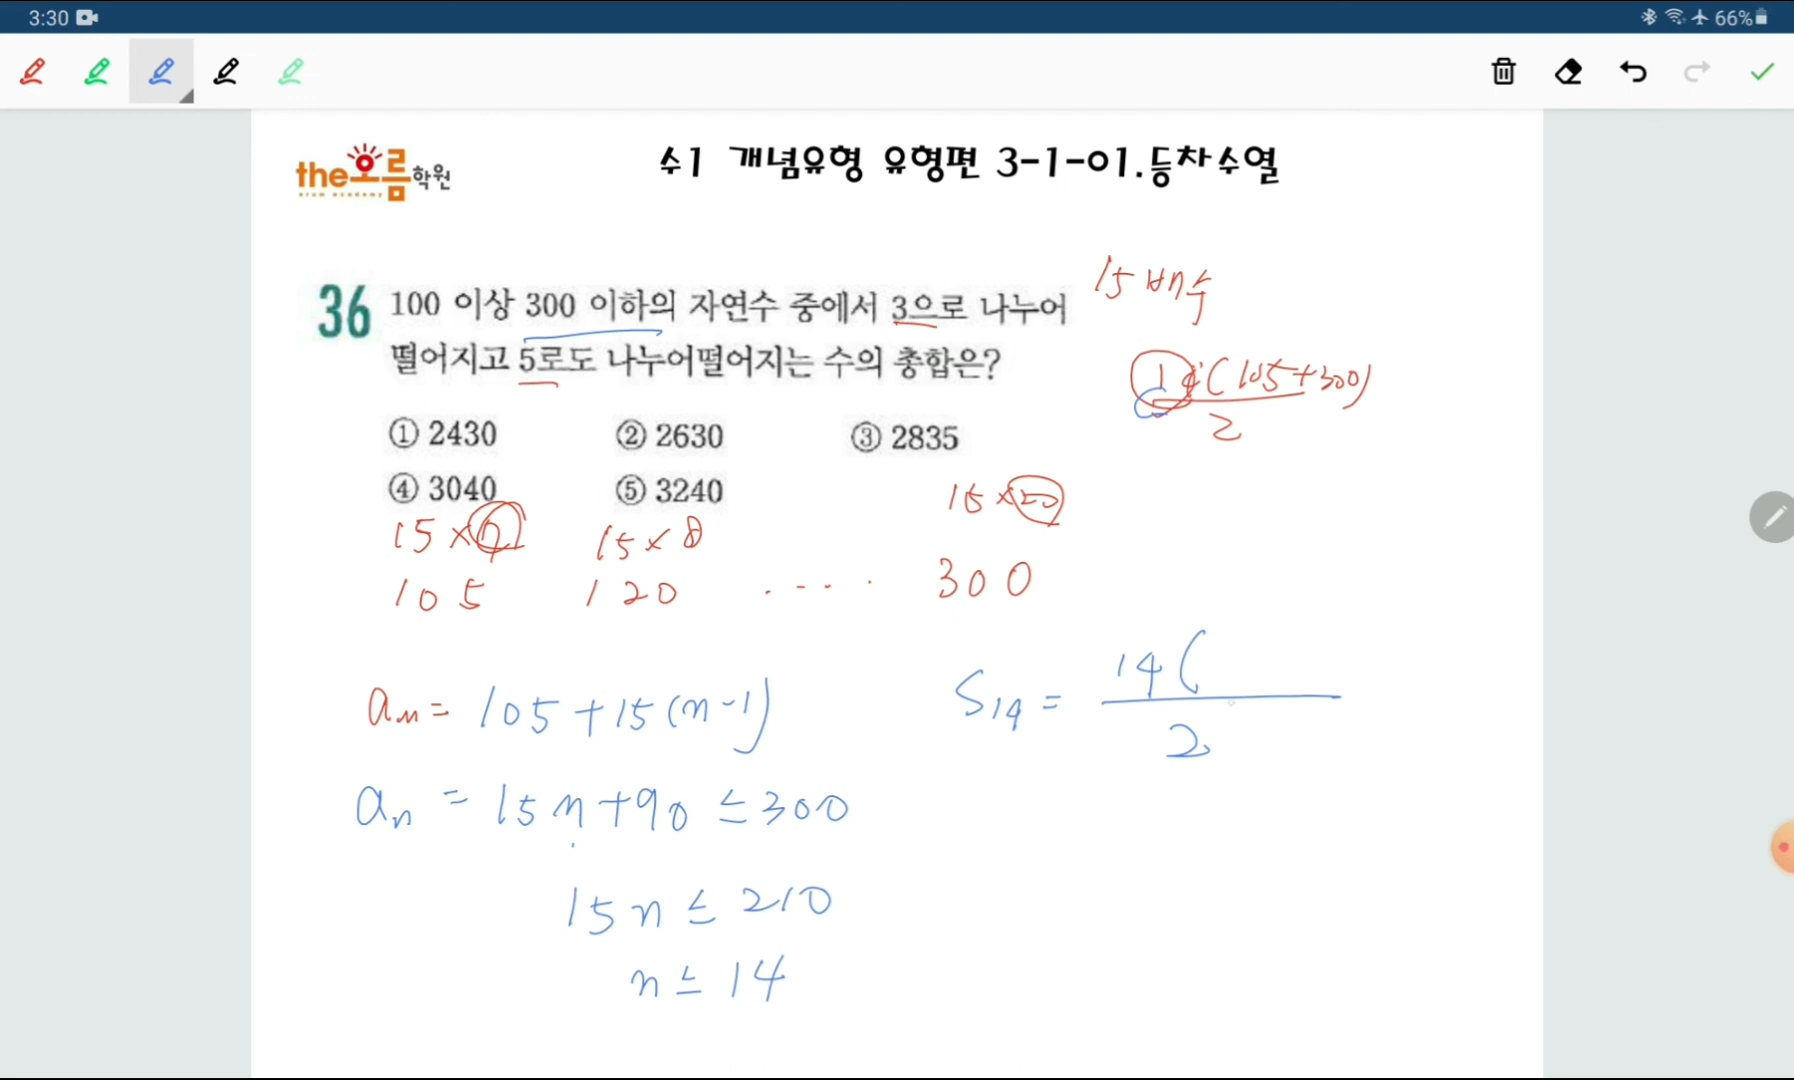 3:30
66%
the오름학원
수1 개념유형 유형편 3-1-01.등차수열
36 100 이상 300 이하의 자연수 중에서 3으로 나누어
떨어지고 5로도 나누어떨어지는 수의 총합은?
① 2430 ② 2630 ③ 2835
④ 3040 ⑤ 3240
15배수
14(105+300)
2
15×7 15×8 15×20
105 120 ···· 300
aₙ= 105+15(n-1)
aₙ = 15n+90 ≤300
15n ≤ 210
n ≤ 14
S₁₄ = 14(
2